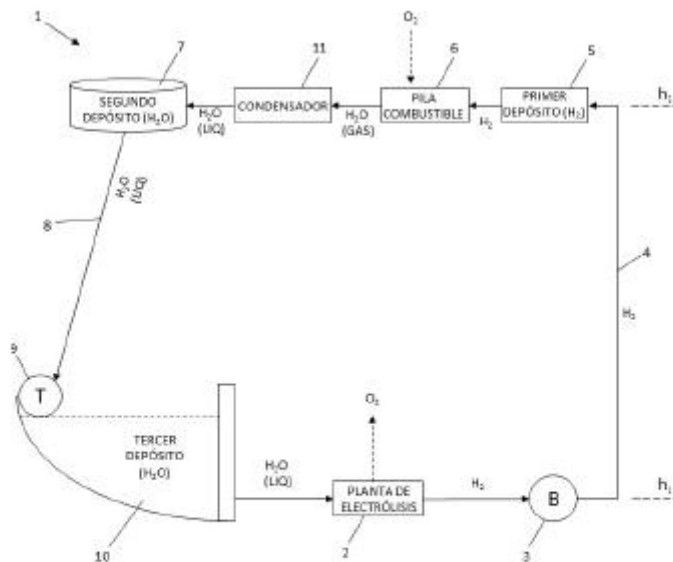 1
7
SEGUNDO
DEPÓSITO (H₂O)
H₂O
(LIQ)
11
CONDENSADOR
H₂O
(GAS)
O₂
6
PILA
COMBUSTIBLE
H₂
5
PRIMER
DEPÓSITO (H₂)
h₁
H₂O
(LIQ)
8
4
H₂
9
T
TERCER
DEPÓSITO
(H₂O)
10
H₂O
(LIQ)
O₂
PLANTA DE
ELECTRÓLISIS
2
H₂
B
3
h₁